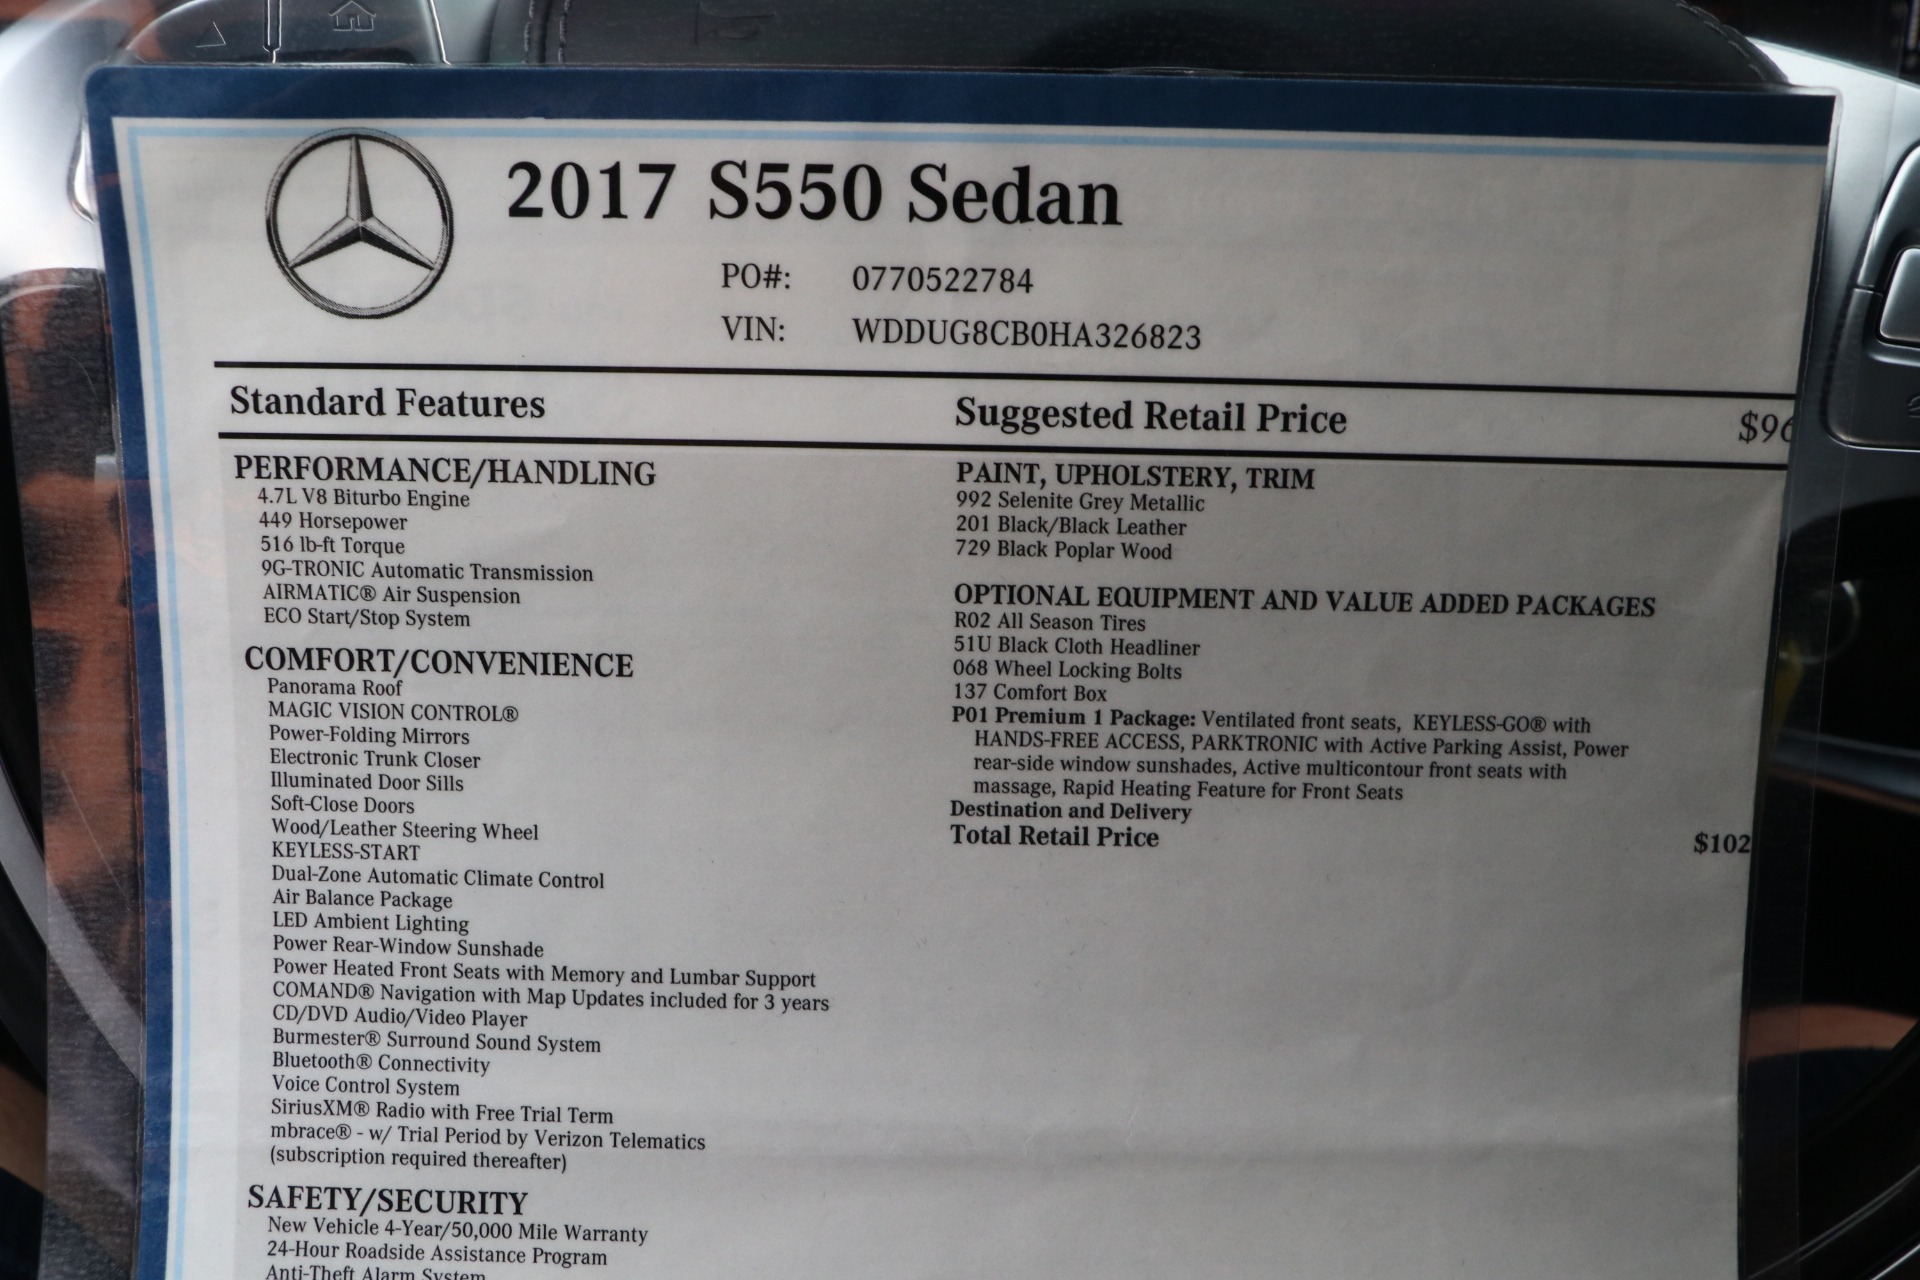 2017 S550 Sedan
PO#: 0770522784
VIN: WDDUG8CB0HA326823
Standard Features
PERFORMANCE/HANDLING
4.7L V8 Biturbo Engine
449 Horsepower
516 lb-ft Torque
9G-TRONIC Automatic Transmission
AIRMATIC® Air Suspension
ECO Start/Stop System
COMFORT/CONVENIENCE
Panorama Roof
MAGIC VISION CONTROL®
Power-Folding Mirrors
Electronic Trunk Closer
Illuminated Door Sills
Soft-Close Doors
Wood/Leather Steering Wheel
KEYLESS-START
Dual-Zone Automatic Climate Control
Air Balance Package
LED Ambient Lighting
Power Rear-Window Sunshade
Power Heated Front Seats with Memory and Lumbar Support
COMAND® Navigation with Map Updates included for 3 years
CD/DVD Audio/Video Player
Burmester® Surround Sound System
Bluetooth® Connectivity
Voice Control System
SiriusXM® Radio with Free Trial Term
mbrace® - w/ Trial Period by Verizon Telematics
(subscription required thereafter)
SAFETY/SECURITY
New Vehicle 4-Year/50,000 Mile Warranty
24-Hour Roadside Assistance Program
Anti-Theft Alarm System
Suggested Retail Price $96
PAINT, UPHOLSTERY, TRIM
992 Selenite Grey Metallic
201 Black/Black Leather
729 Black Poplar Wood
OPTIONAL EQUIPMENT AND VALUE ADDED PACKAGES
R02 All Season Tires
51U Black Cloth Headliner
068 Wheel Locking Bolts
137 Comfort Box
P01 Premium 1 Package: Ventilated front seats, KEYLESS-GO® with
HANDS-FREE ACCESS, PARKTRONIC with Active Parking Assist, Power
rear-side window sunshades, Active multicontour front seats with
massage, Rapid Heating Feature for Front Seats
Destination and Delivery
Total Retail Price $102